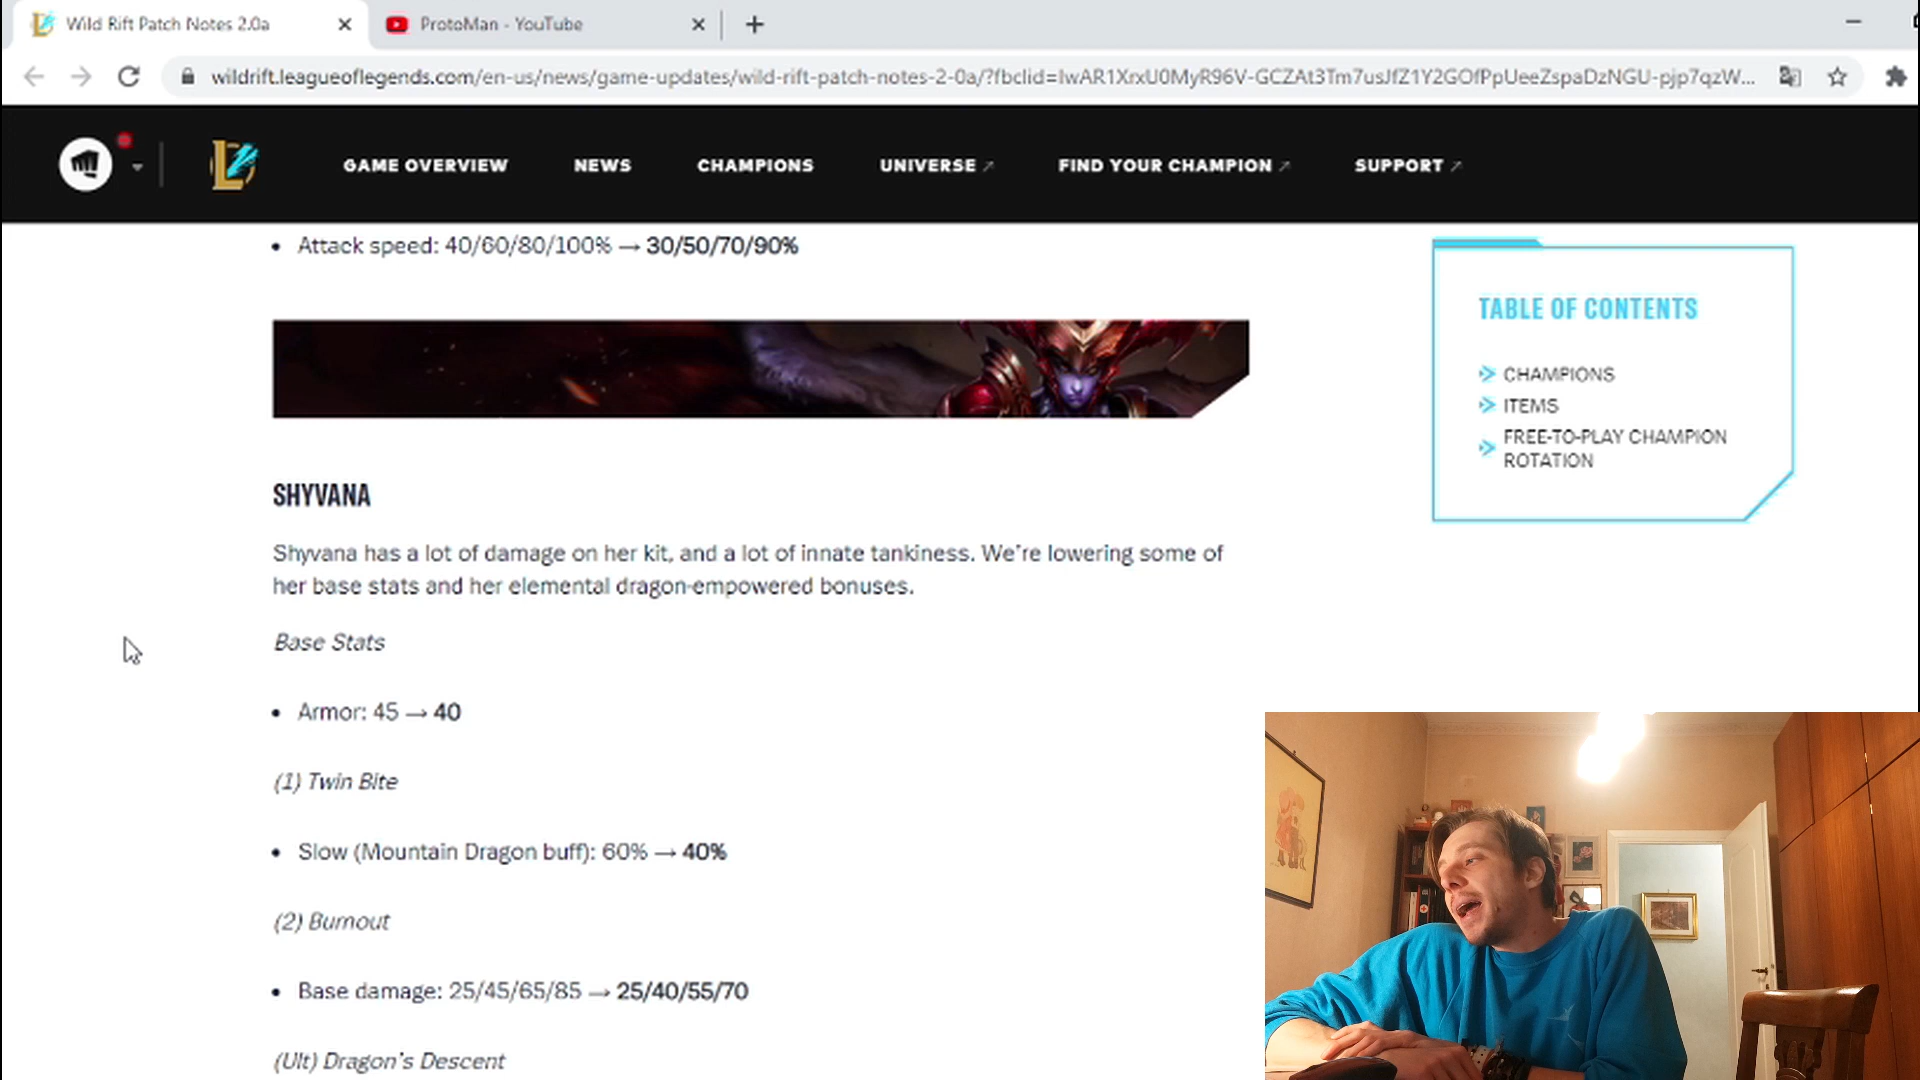 Wild Rift Patch Notes 2.0a
ProtoMan - YouTube
wildrift.leagueoflegends.com/en-us/news/game-updates/wild-rift-patch-notes-2-0a/?fbclid=IwAR1XrxU0MyR96V-GCZAt3Tm7usJfZ1Y2GOfPpUeeZspaDzNGU-pjp7qzW...
GAME OVERVIEW
NEWS
CHAMPIONS
UNIVERSE
FIND YOUR CHAMPION
SUPPORT
• Attack speed: 40/60/80/100% → 30/50/70/90%
TABLE OF CONTENTS
CHAMPIONS
ITEMS
FREE-TO-PLAY CHAMPION
ROTATION
SHYVANA
Shyvana has a lot of damage on her kit, and a lot of innate tankiness. We're lowering some of
her base stats and her elemental dragon-empowered bonuses.
Base Stats
• Armor: 45 → 40
(1) Twin Bite
• Slow (Mountain Dragon buff): 60% → 40%
(2) Burnout
• Base damage: 25/45/65/85 → 25/40/55/70
(Ult) Dragon's Descent